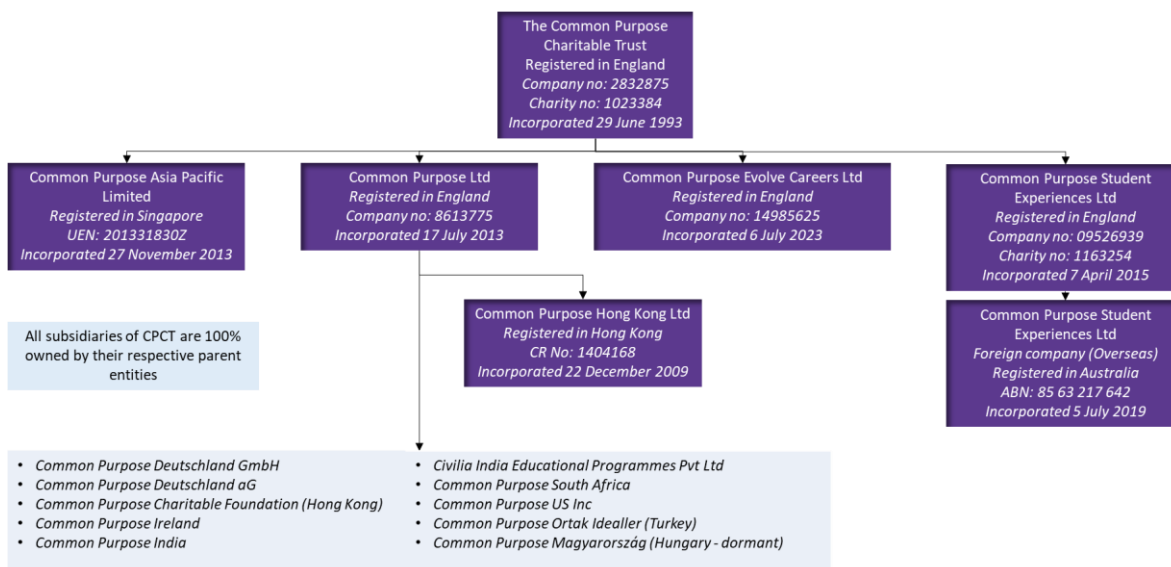 The Common Purpose
Charitable Trust
Registered in England
Company no: 2832875
Charity no: 1023384
Incorporated 29 June 1993
Common Purpose Asia Pacific
Limited
Registered in Singapore
UEN: 201331830Z
Incorporated 27 November 2013
Common Purpose Ltd
Registered in England
Company no: 8613775
Incorporated 17 July 2013
Common Purpose Evolve Careers Ltd
Registered in England
Company no: 14985625
Incorporated 6 July 2023
Common Purpose Student
Experiences Ltd
Registered in England
Company no: 09526939
Charity no: 1163254
Incorporated 7 April 2015
Common Purpose Hong Kong Ltd
Registered in Hong Kong
CR No: 1404168
Incorporated 22 December 2009
Common Purpose Student
Experiences Ltd
Foreign company (Overseas)
Registered in Australia
ABN: 85 63 217 642
Incorporated 5 July 2019
All subsidiaries of CPCT are 100%
owned by their respective parent
entities
• Common Purpose Deutschland GmbH
• Common Purpose Deutschland aG
• Common Purpose Charitable Foundation (Hong Kong)
• Common Purpose Ireland
• Common Purpose India
• Civilia India Educational Programmes Pvt Ltd
• Common Purpose South Africa
• Common Purpose US Inc
• Common Purpose Ortak Idealler (Turkey)
• Common Purpose Magyarország (Hungary - dormant)